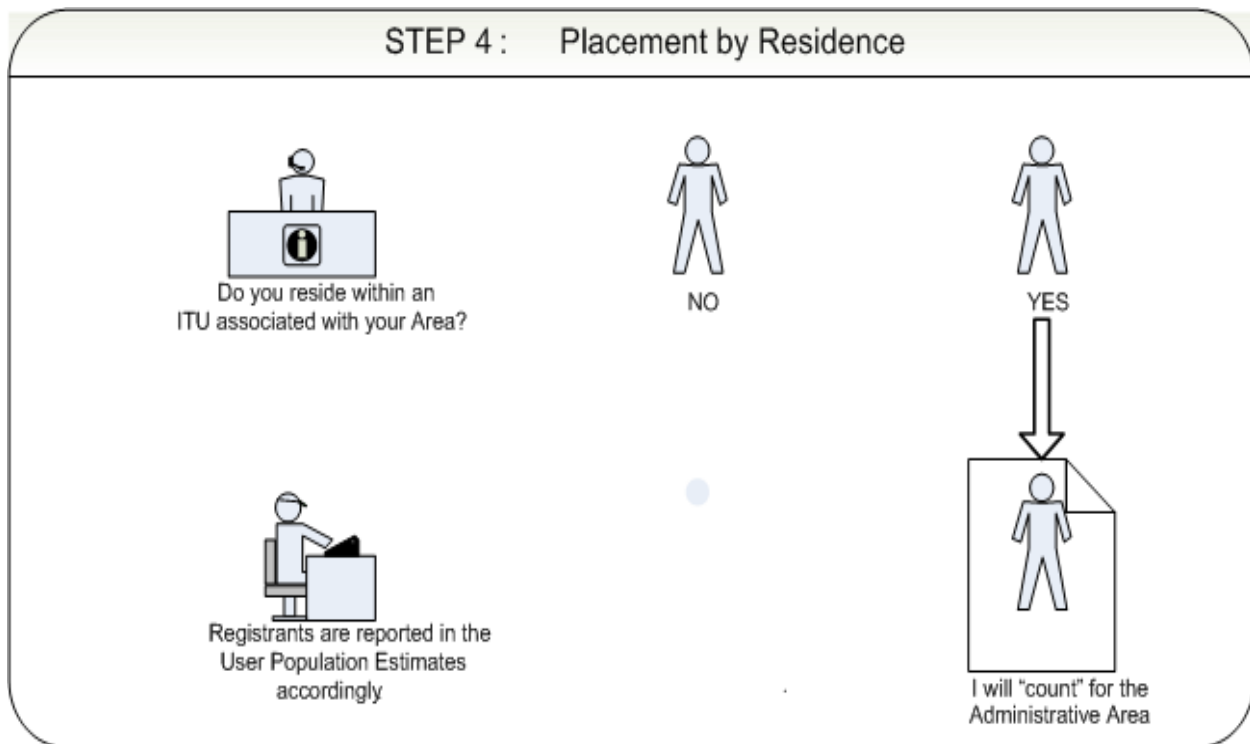 STEP 4 : Placement by Residence
Do you reside within an
ITU associated with your Area?
NO
YES
Registrants are reported in the
User Population Estimates
accordingly
I will “count” for the
Administrative Area